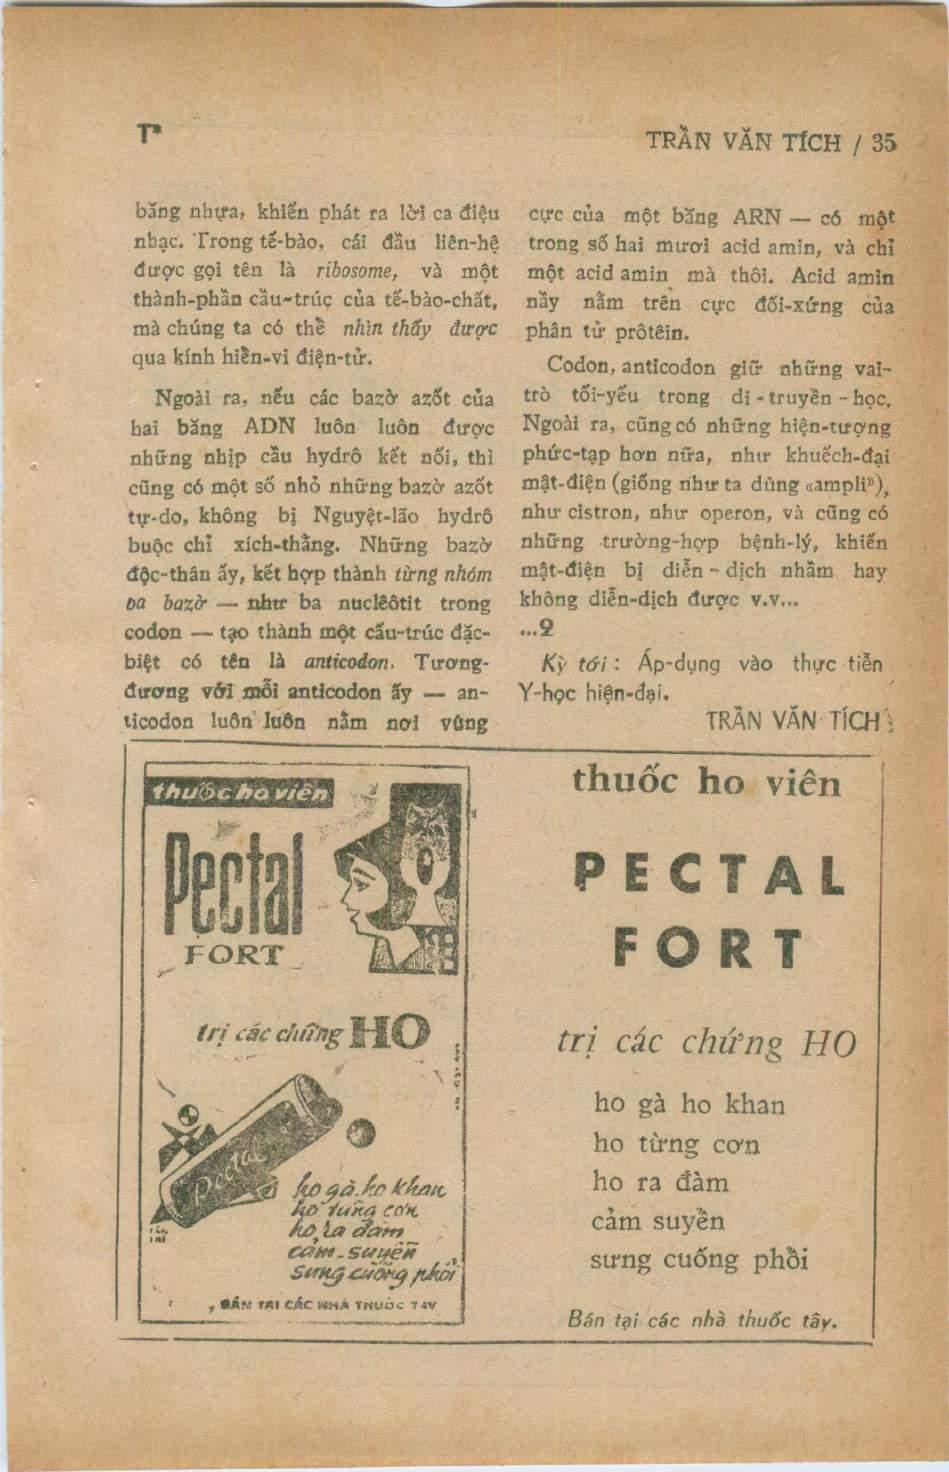 TRẦN VĂN TÍCH / 35
băng nhựa, khiến phát ra lời ca điệu
nhạc. Trong tế-bào, cái đầu liên-hệ
được gọi tên là ribosome, và một
thành-phần cầu-trúc của tế-bào-chất,
mà chúng ta có thể nhìn thấy được
qua kính hiển-vi điện-tử.
Ngoài ra, nếu các bazờ azốt của
hai băng ADN luôn luôn được
những nhịp cầu hydrô kết nối, thì
cũng có một số nhỏ những bazờ azốt
tự-do, không bị Nguyệt-lão hydrô
buộc chỉ xích-thằng. Những bazờ
độc-thân ấy, kết hợp thành từng nhóm
ba bazờ — như ba nuclêôtit trong
codon — tạo thành một cấu-trúc đặc-
biệt có tên là anticodon. Tương-
đương với mỗi anticodon ấy — an-
ticodon luôn luôn nằm nơi vùng
cực của một băng ARN — có một
trong số hai mươi acid amin, và chỉ
một acid amin mà thôi. Acid amin
nầy nằm trên cực đối-xứng của
phân tử prôtêin.
Codon, anticodon giữ những vai-
trò tối-yếu trong di-truyền-học.
Ngoài ra, cũng có những hiện-tượng
phức-tạp hơn nữa, như khuếch-đại
mật-điện (giống như ta dùng «ampli»),
như cistron, như operon, và cũng có
những trường-hợp bệnh-lý, khiến
mật-điện bị diễn-dịch nhầm hay
không diễn-dịch được v.v...
...
Kỳ tới : Áp-dụng vào thực tiễn
Y-học hiện-đại.
TRẦN VĂN TÍCH
thuốc ho viên
Pectal
FORT
trị các chứng HO
Pectal
ho gà. ho khan
ho từng cơn
ho ra đàm
cảm-suyễn
sưng cuống phổi
BÁN TẠI CÁC NHÀ THUỐC TÂY
thuốc ho viên
PECTAL
FORT
trị các chứng HO
ho gà ho khan
ho từng cơn
ho ra đàm
cảm suyễn
sưng cuống phổi
Bán tại các nhà thuốc tây.